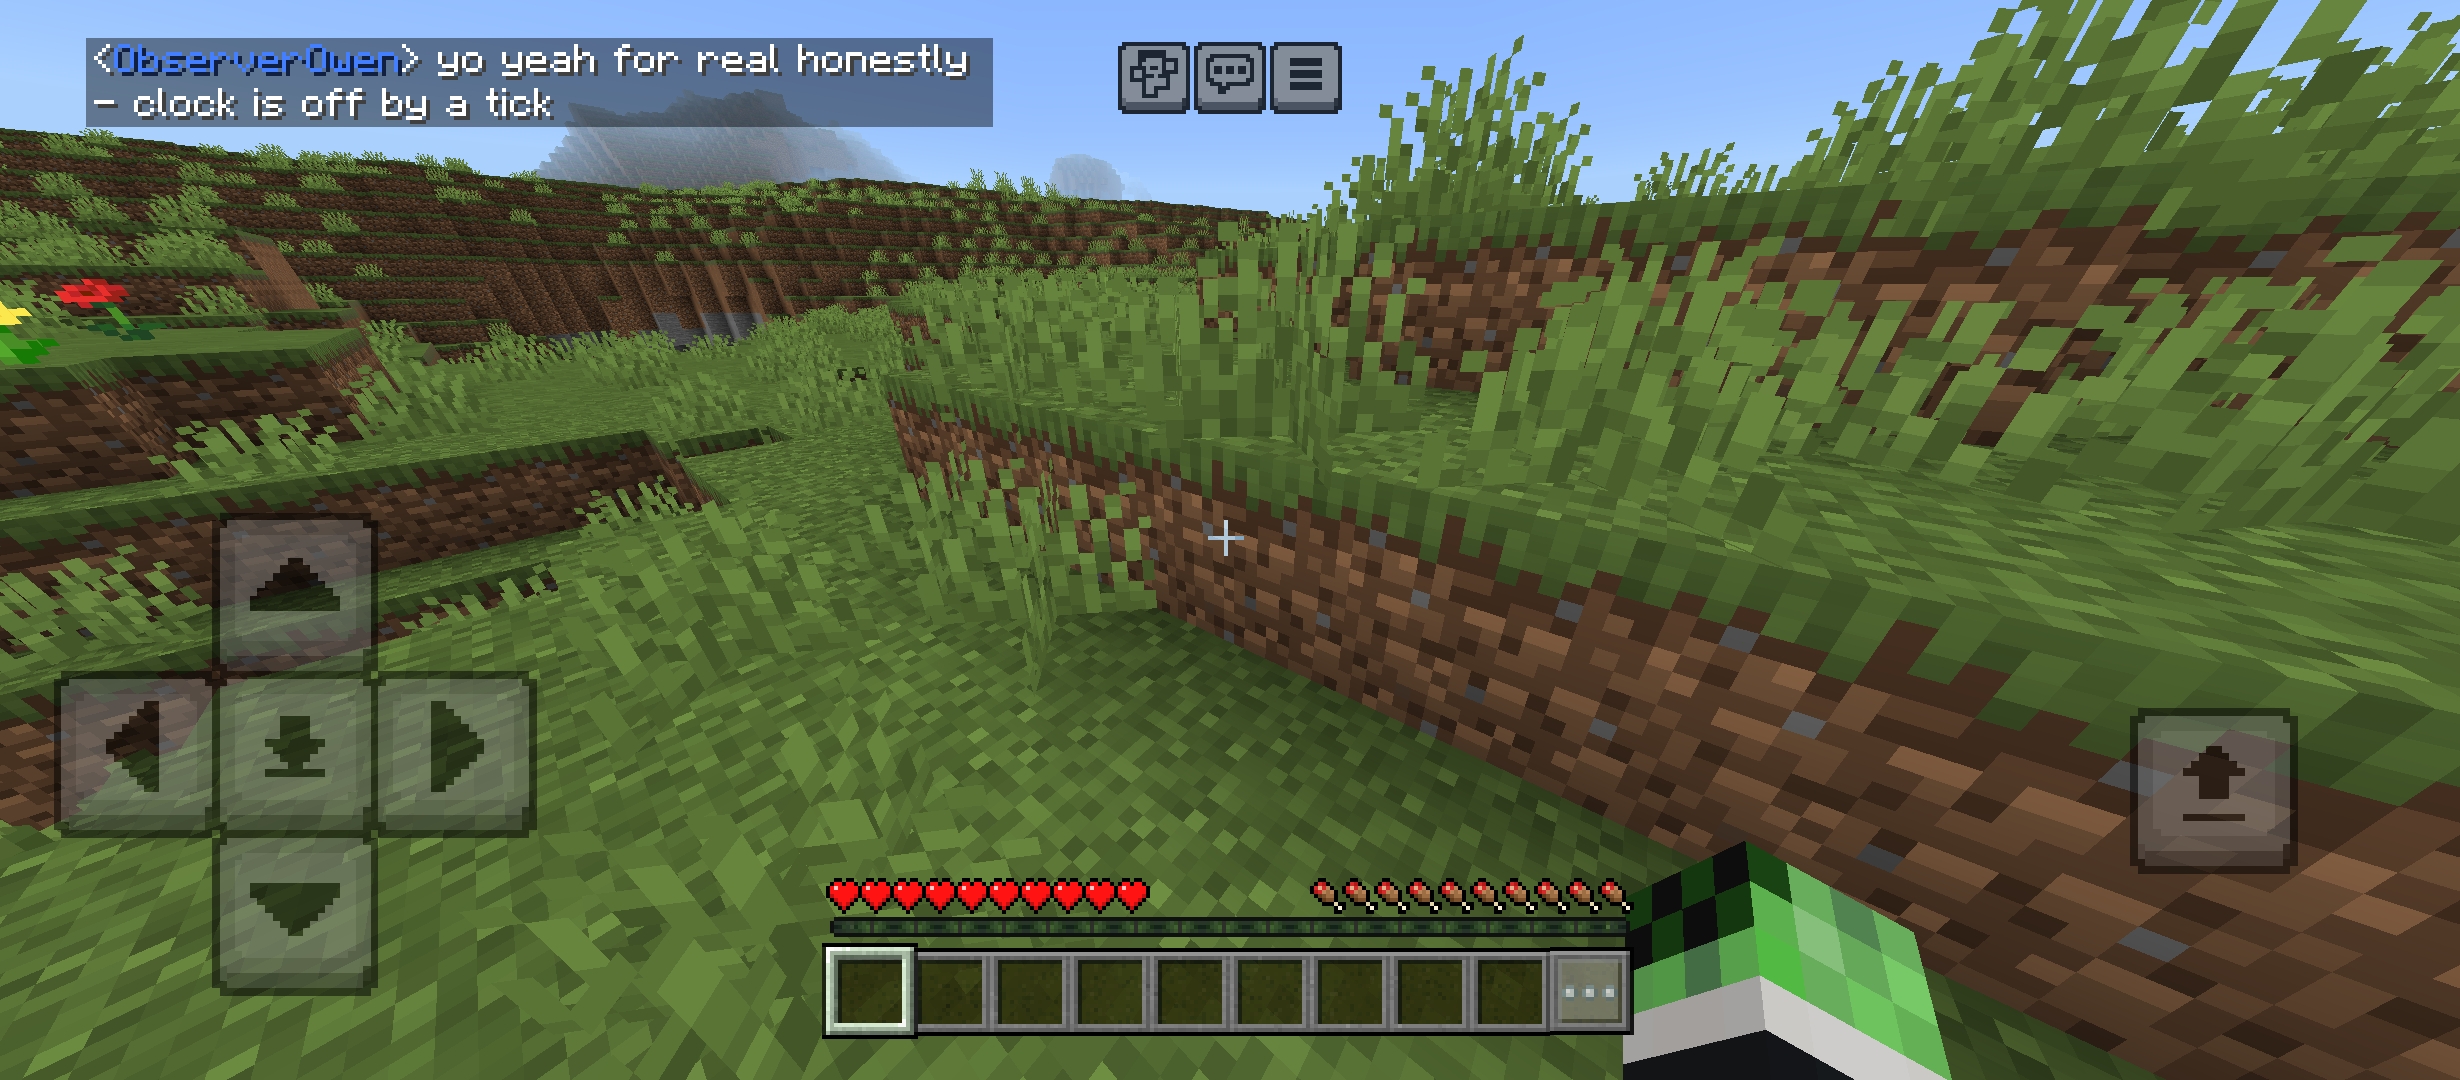 <ObserverOwen> yo yeah for real honestly
- clock is off by a tick